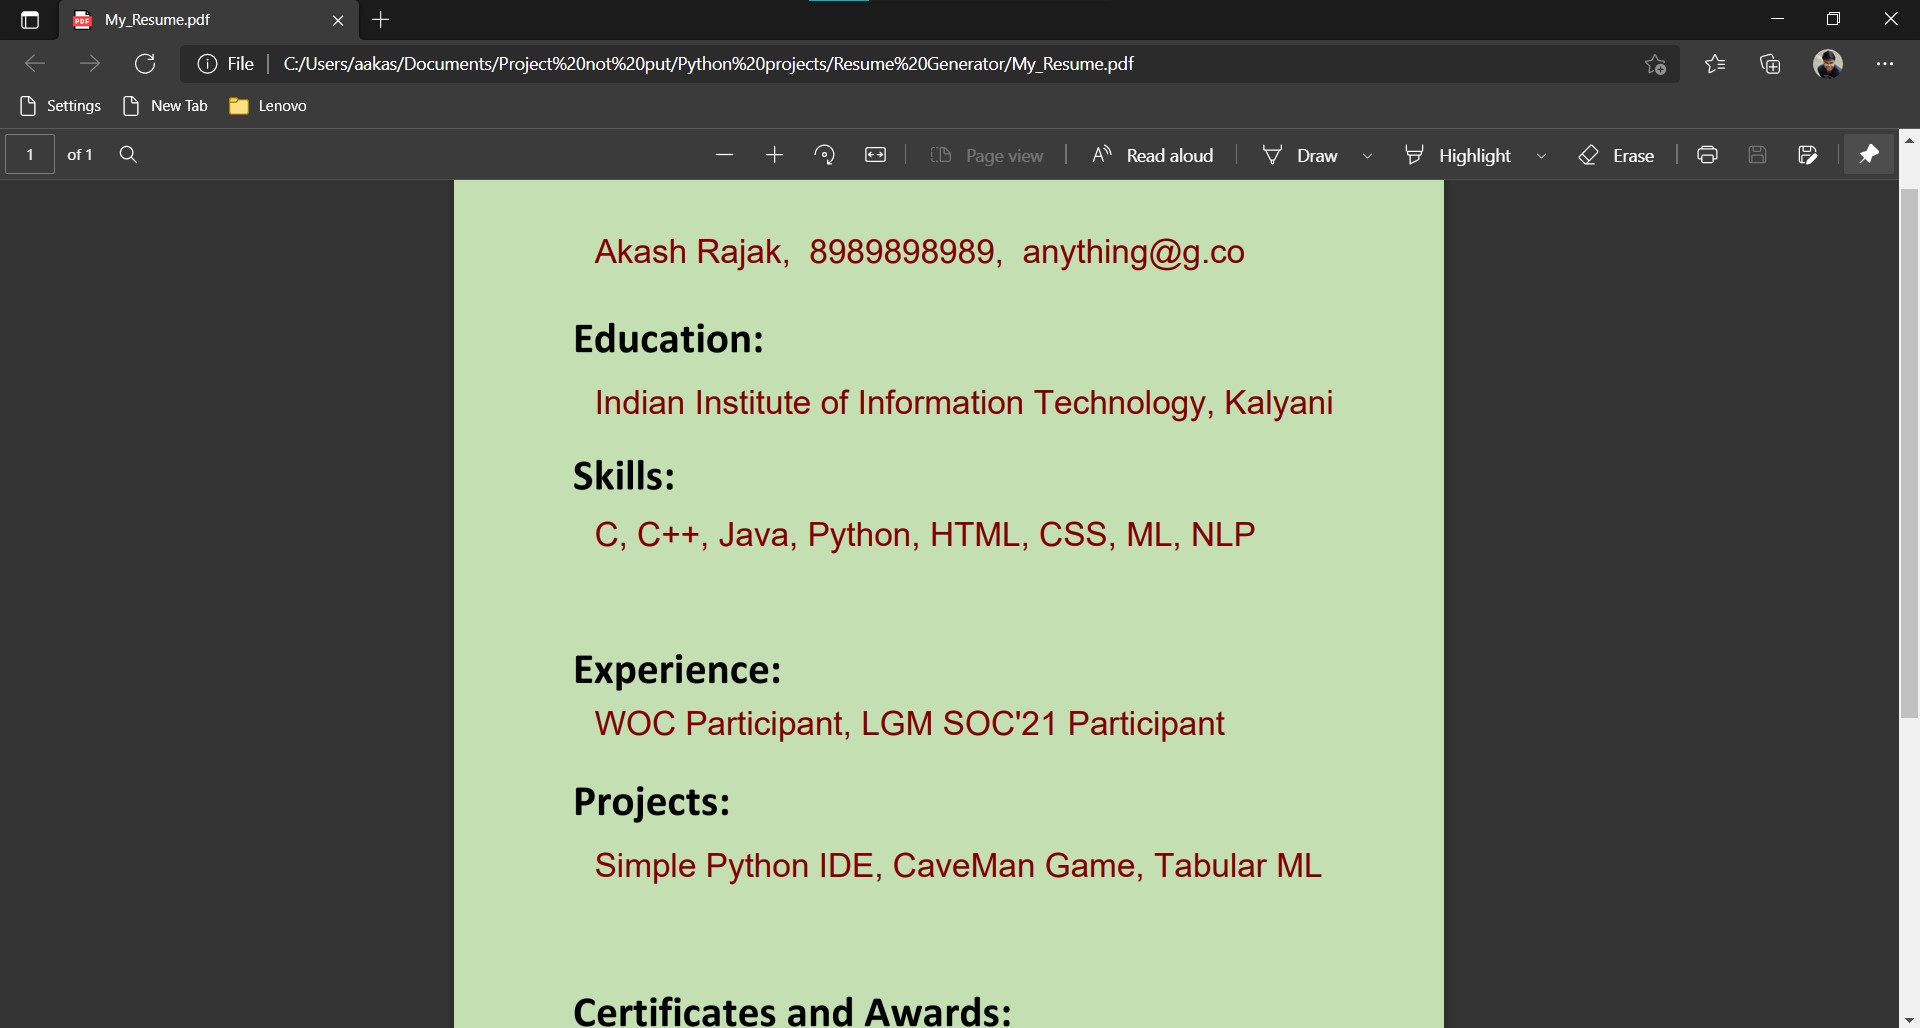 My_Resume.pdf
File
C:/Users/aakas/Documents/Project%20not%20put/Python%20projects/Resume%20Generator/My_Resume.pdf
Settings New Tab Lenovo
1 of 1 Page view Read aloud Draw Highlight Erase
Akash Rajak, 8989898989, anything@g.co
Education:
Indian Institute of Information Technology, Kalyani
Skills:
C, C++, Java, Python, HTML, CSS, ML, NLP
Experience:
WOC Participant, LGM SOC'21 Participant
Projects:
Simple Python IDE, CaveMan Game, Tabular ML
Certificates and Awards: